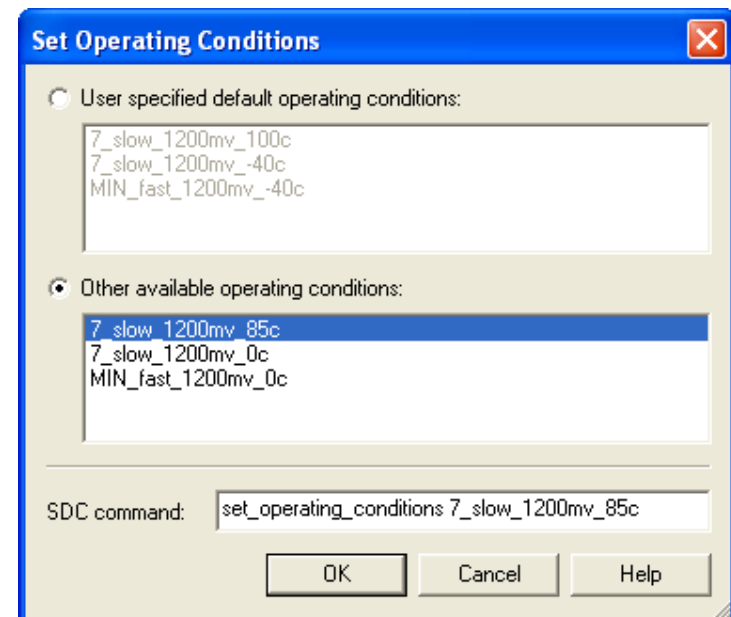 Set Operating Conditions
User specified default operating conditions:
7_slow_1200mv_100c
7_slow_1200mv_-40c
MIN_fast_1200mv_-40c
Other available operating conditions:
7_slow_1200mv_85c
7_slow_1200mv_0c
MIN_fast_1200mv_0c
SDC command: set_operating_conditions 7_slow_1200mv_85c
OK Cancel Help